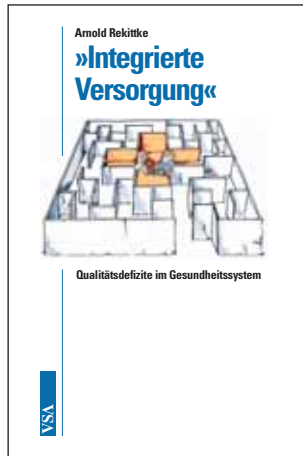 Arnold Rekittke
»Integrierte
Versorgung«
Qualitätsdefizite im Gesundheitssystem
VSA